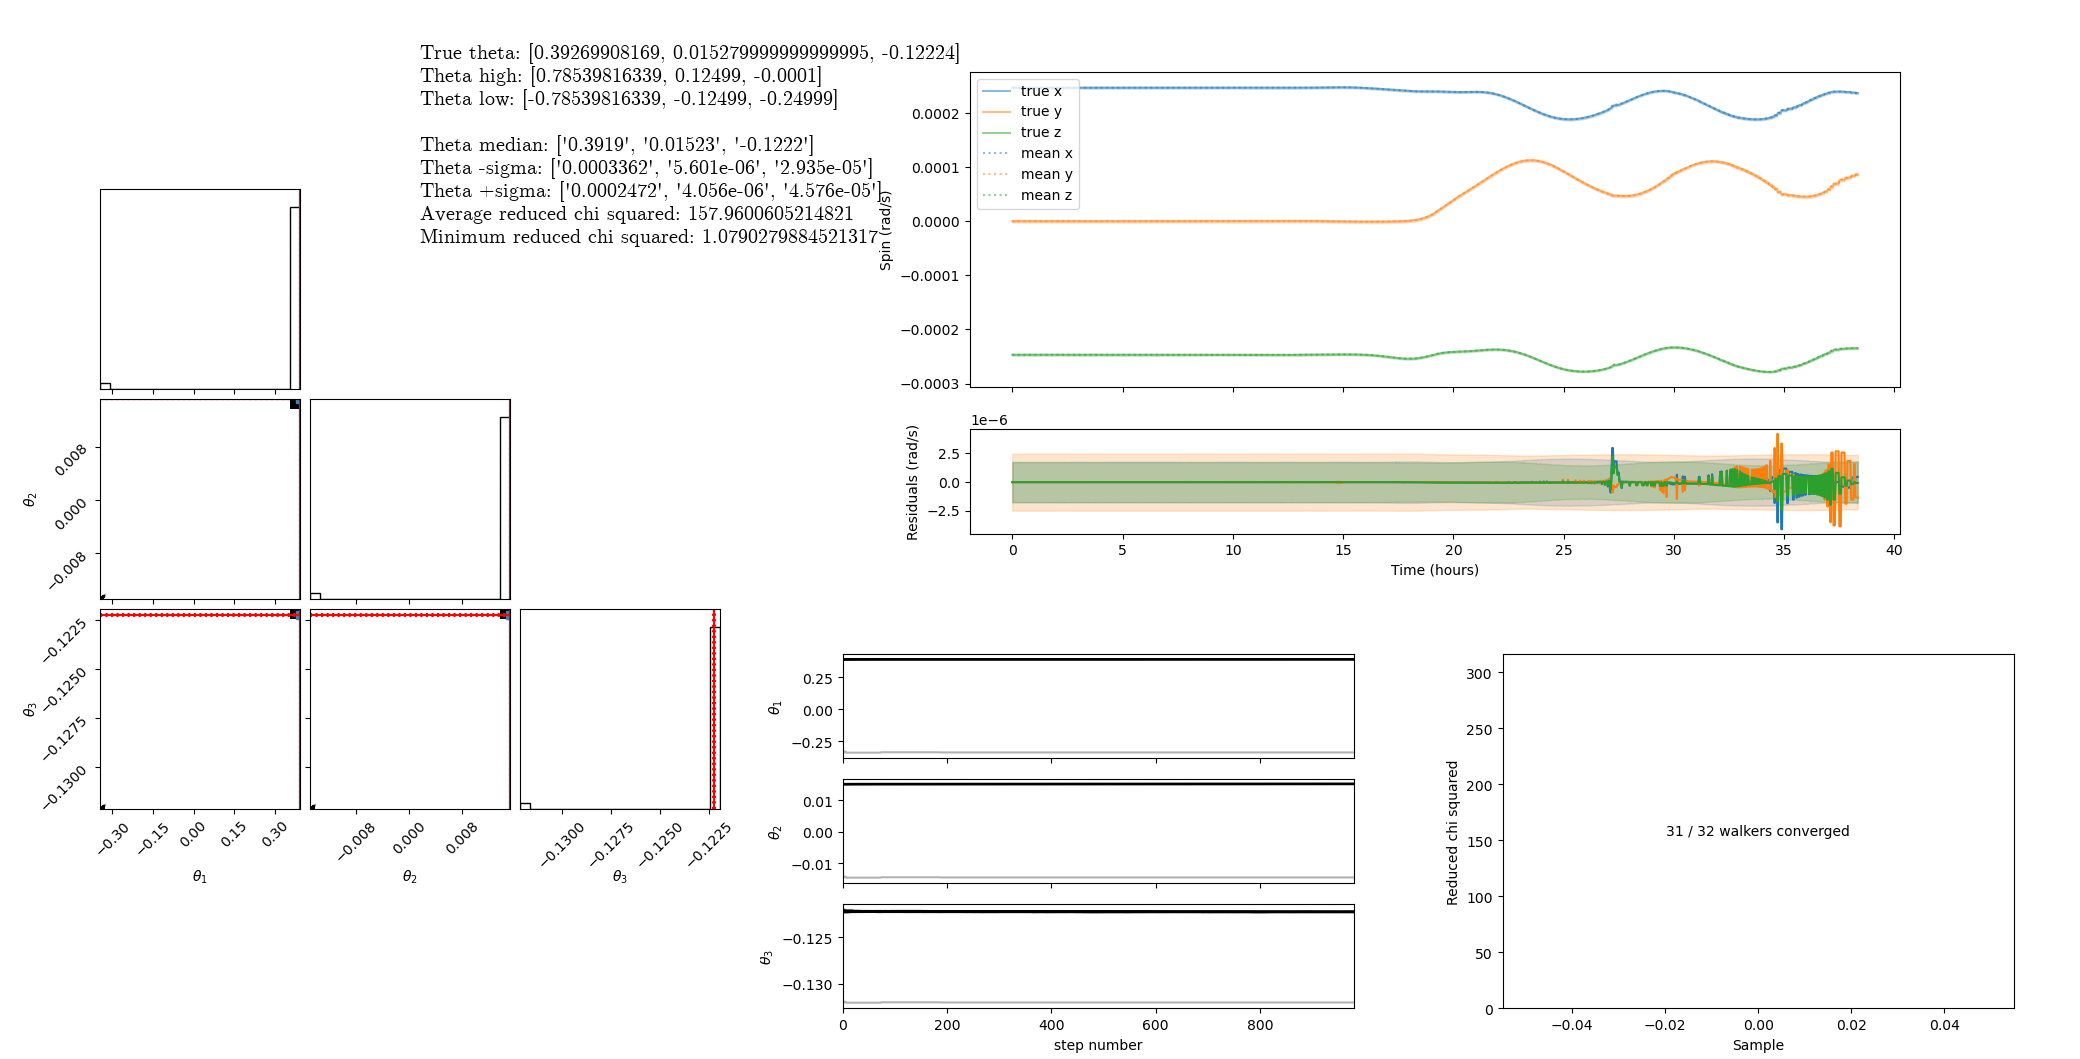 True theta: [0.39269908169, 0.015279999999999995, -0.12224]
Theta high: [0.78539816339, 0.12499, -0.0001]
Theta low: [-0.78539816339, -0.12499, -0.24999]
Theta median: ['0.3919', '0.01523', '-0.1222']
Theta -sigma: ['0.0003362', '5.601e-06', '2.935e-05']
Theta +sigma: ['0.0002472', '4.056e-06', '4.576e-05']
Average reduced chi squared: 157.9600605214821
Minimum reduced chi squared: 1.0790279884521317
true x
true y
true z
mean x
mean y
mean z
Spin (rad/s)
0.0002
0.0001
0.0000
−0.0001
−0.0002
−0.0003
1e−6
Residuals (rad/s)
2.5
0.0
−2.5
0 5 10 15 20 25 30 35 40
Time (hours)
θ2
0.008
0.000
−0.008
θ3
−0.1225
−0.1250
−0.1275
−0.1300
−0.30 −0.15 0.00 0.15 0.30
θ1
−0.008 0.000 0.008
θ2
−0.1300 −0.1275 −0.1250 −0.1225
θ3
θ1
0.25
0.00
−0.25
θ2
0.01
0.00
−0.01
θ3
−0.125
−0.130
0 200 400 600 800
step number
Reduced chi squared
300
250
200
150
100
50
0
31 / 32 walkers converged
−0.04 −0.02 0.00 0.02 0.04
Sample